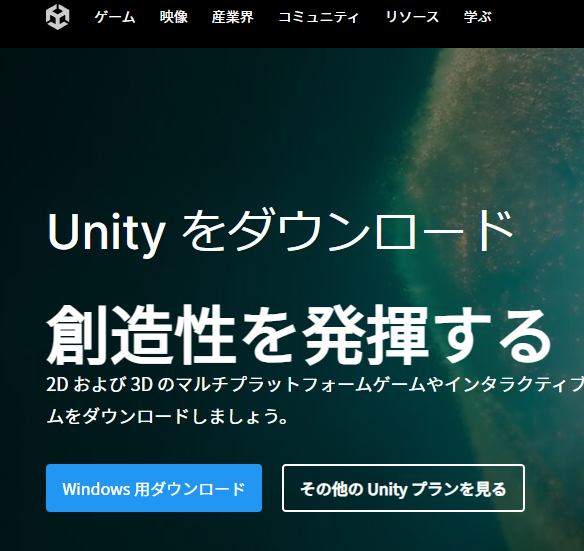 ゲーム 映像 産業界 コミュニティ リソース 学ぶ
Unity をダウンロード
創造性を発揮する
2D および 3D のマルチプラットフォームゲームやインタラクティブ
ムをダウンロードしましょう。
Windows 用ダウンロード その他の Unity プランを見る